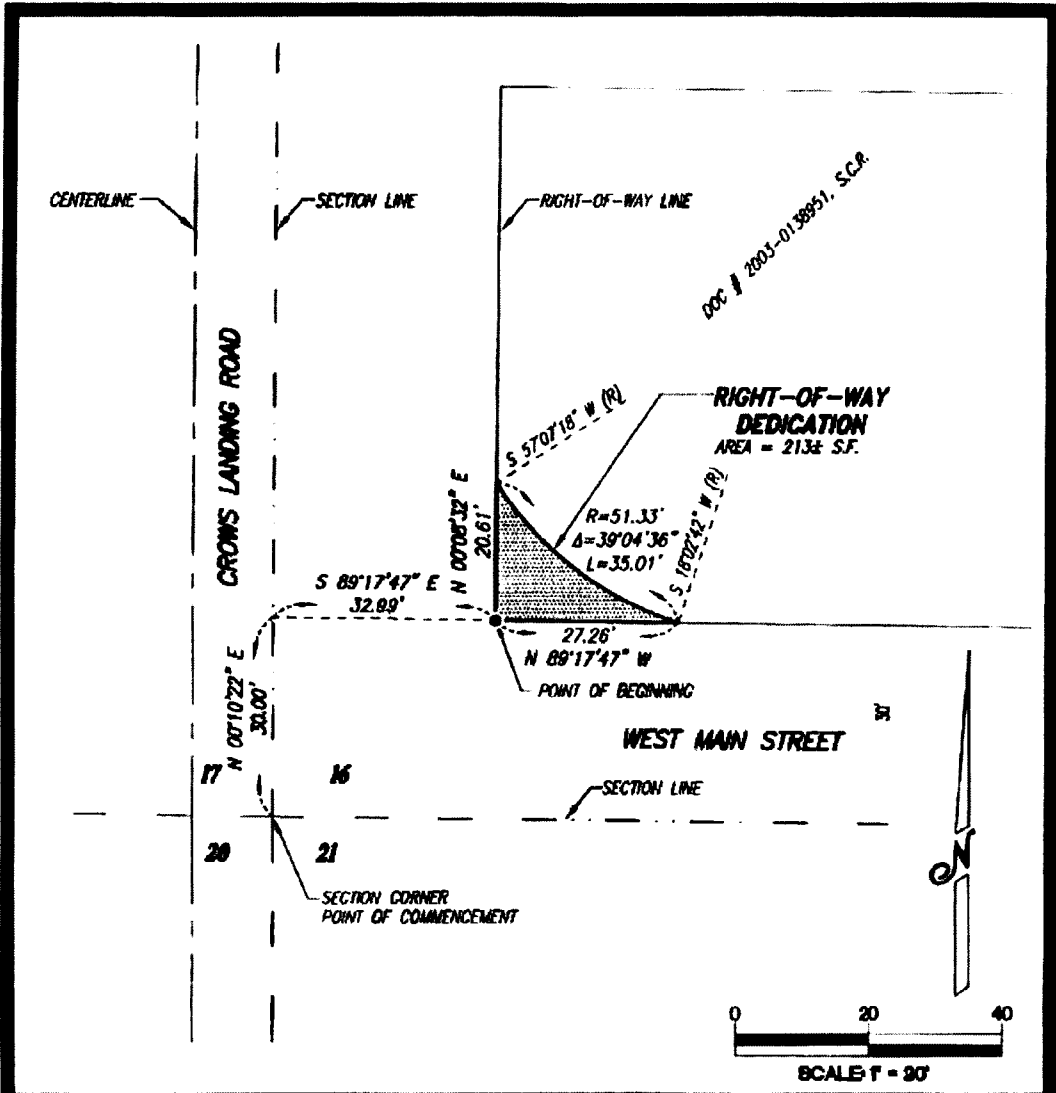 CENTERLINE
SECTION LINE
RIGHT-OF-WAY LINE
DOC # 2003-0138951, S.C.R.
CROWS LANDING ROAD
S 57°07'18" W (R)
RIGHT-OF-WAY
DEDICATION
AREA = 213± S.F.
N 00°08'32" E
20.61'
R=51.33'
Δ=39°04'36"
L=35.01'
S 18°02'42" W (R)
S 89°17'47" E
32.99'
27.26'
N 89°17'47" W
POINT OF BEGINNING
N 00°10'22" E
30.00'
WEST MAIN STREET
30'
17
16
SECTION LINE
20
21
SECTION CORNER
POINT OF COMMENCEMENT
N
0
20
40
SCALE: